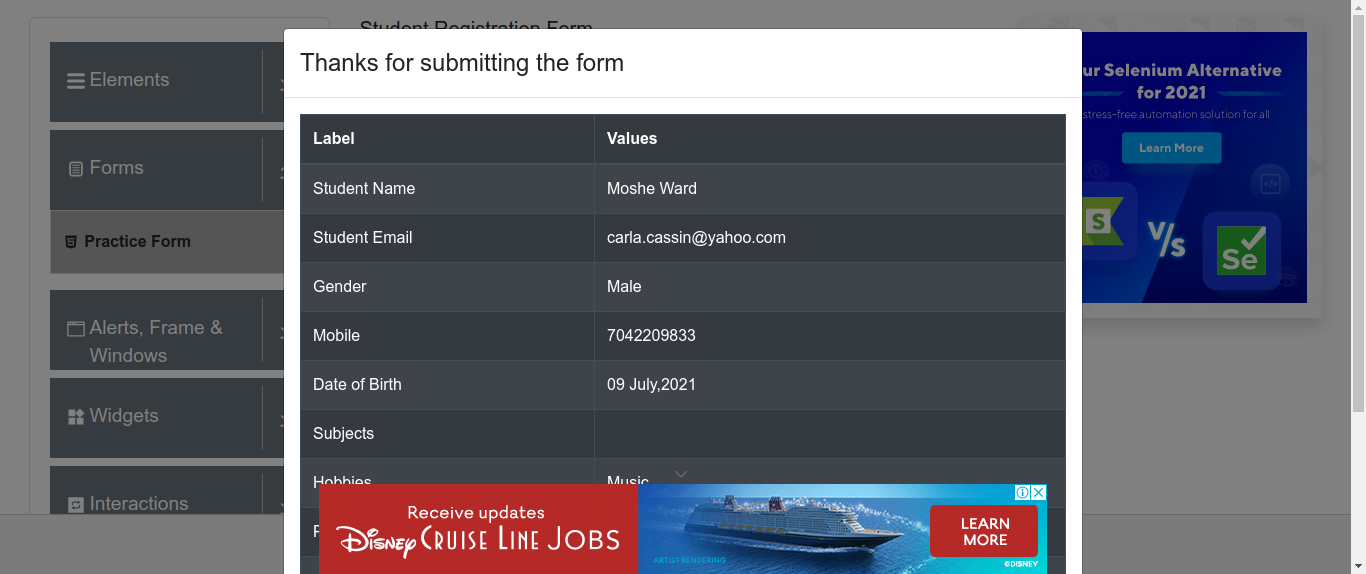 Student Registration Form
Thanks for submitting the form
Elements
Forms
Practice Form
Alerts, Frame &
Windows
Widgets
Interactions
Label Values
Student Name Moshe Ward
Student Email carla.cassin@yahoo.com
Gender Male
Mobile 7042209833
Date of Birth 09 July,2021
Subjects
Hobbies Music
Selenium Alternative
for 2021
stress-free automation solution for all
Learn More
S
V/s
Se
Receive updates
Disney CRUISE LINE JOBS
ARTIST RENDERING
LEARN
MORE
©DISNEY